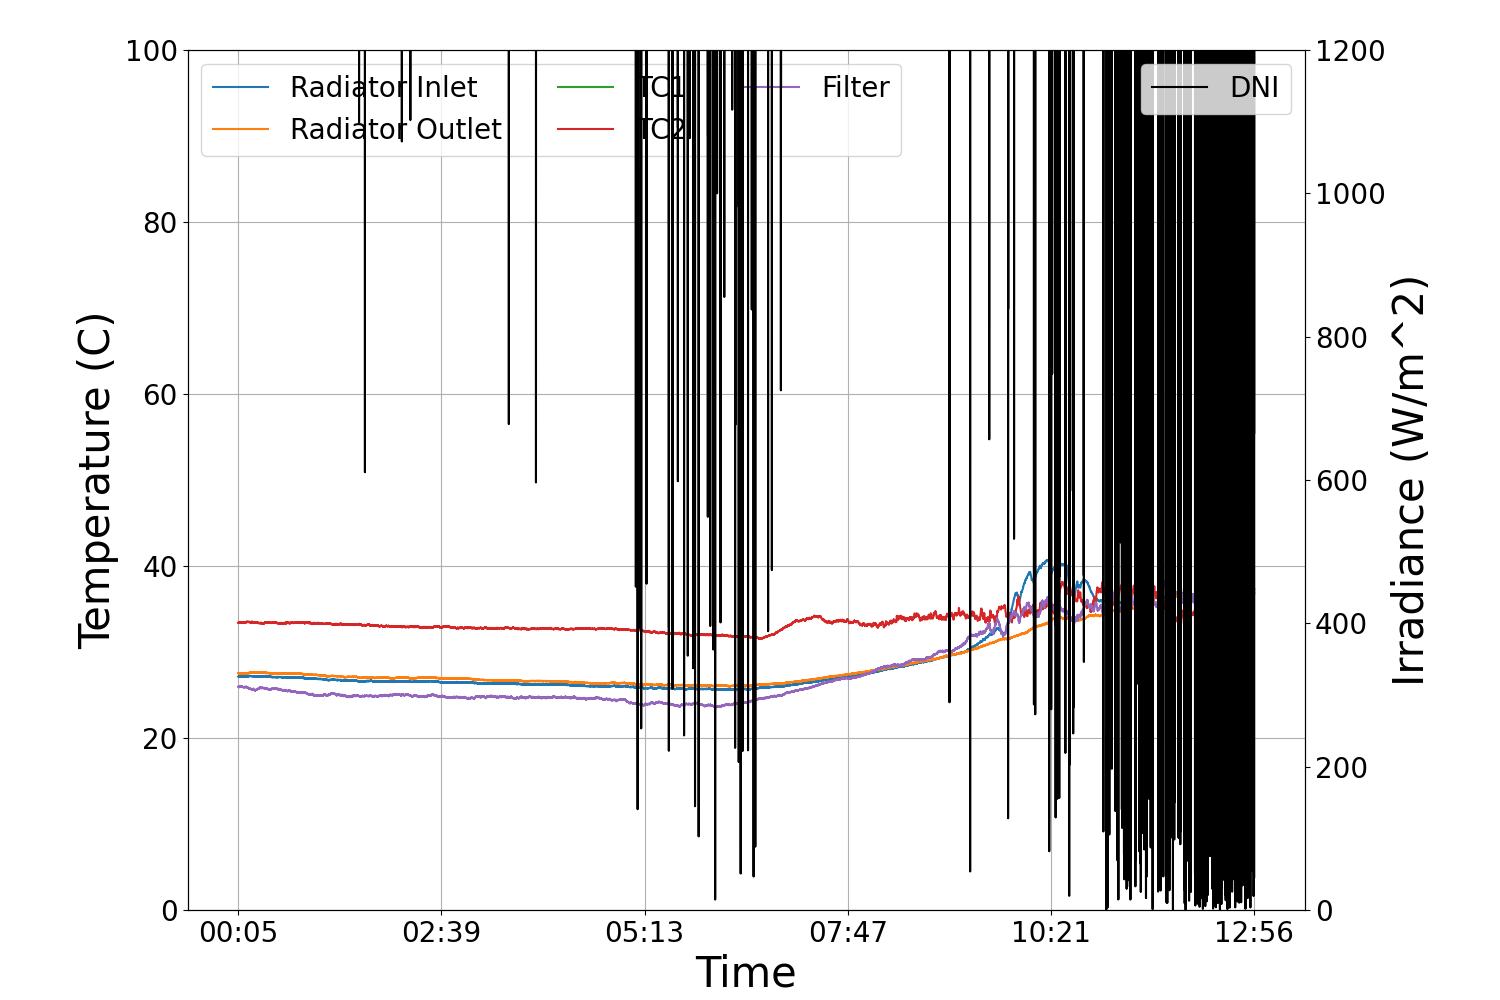 100
80
60
40
20
0
Temperature (C)
Radiator Inlet
Radiator Outlet
TC1
TC2
Filter
DNI
1200
1000
800
600
400
200
0
Irradiance (W/m^2)
00:05 02:39 05:13 07:47 10:21 12:56
Time